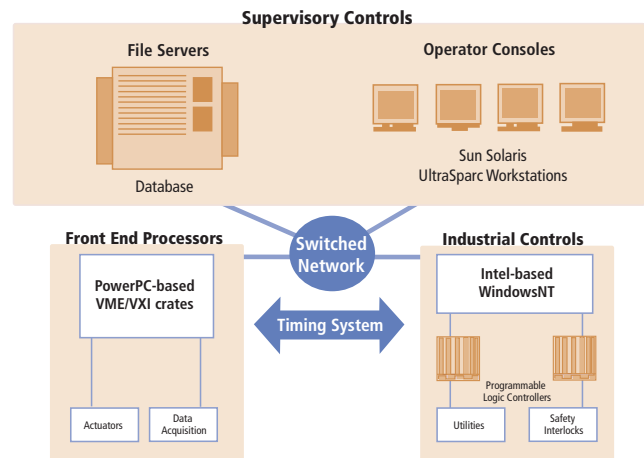 Supervisory Controls
File Servers
Operator Consoles
Database
Sun Solaris
UltraSparc Workstations
Switched
Network
Front End Processors
Industrial Controls
PowerPC-based
VME/VXI crates
Intel-based
WindowsNT
Timing System
Programmable
Logic Controllers
Actuators
Data
Acquisition
Utilities
Safety
Interlocks